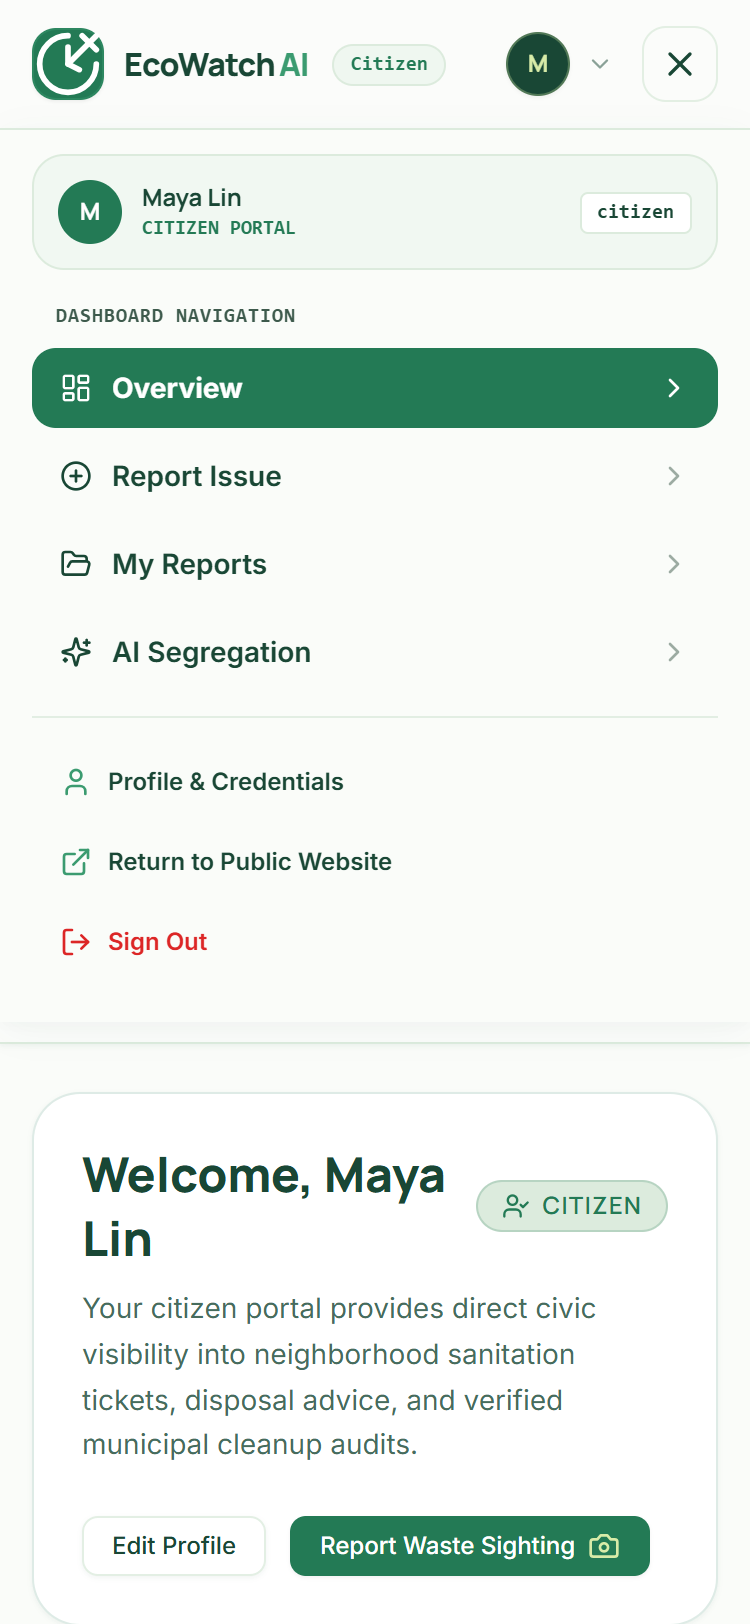 EcoWatch AI Citizen M
M Maya Lin
CITIZEN PORTAL
citizen
DASHBOARD NAVIGATION
Overview
Report Issue
My Reports
AI Segregation
Profile & Credentials
Return to Public Website
Sign Out
Welcome, Maya
Lin
CITIZEN
Your citizen portal provides direct civic
visibility into neighborhood sanitation
tickets, disposal advice, and verified
municipal cleanup audits.
Edit Profile Report Waste Sighting